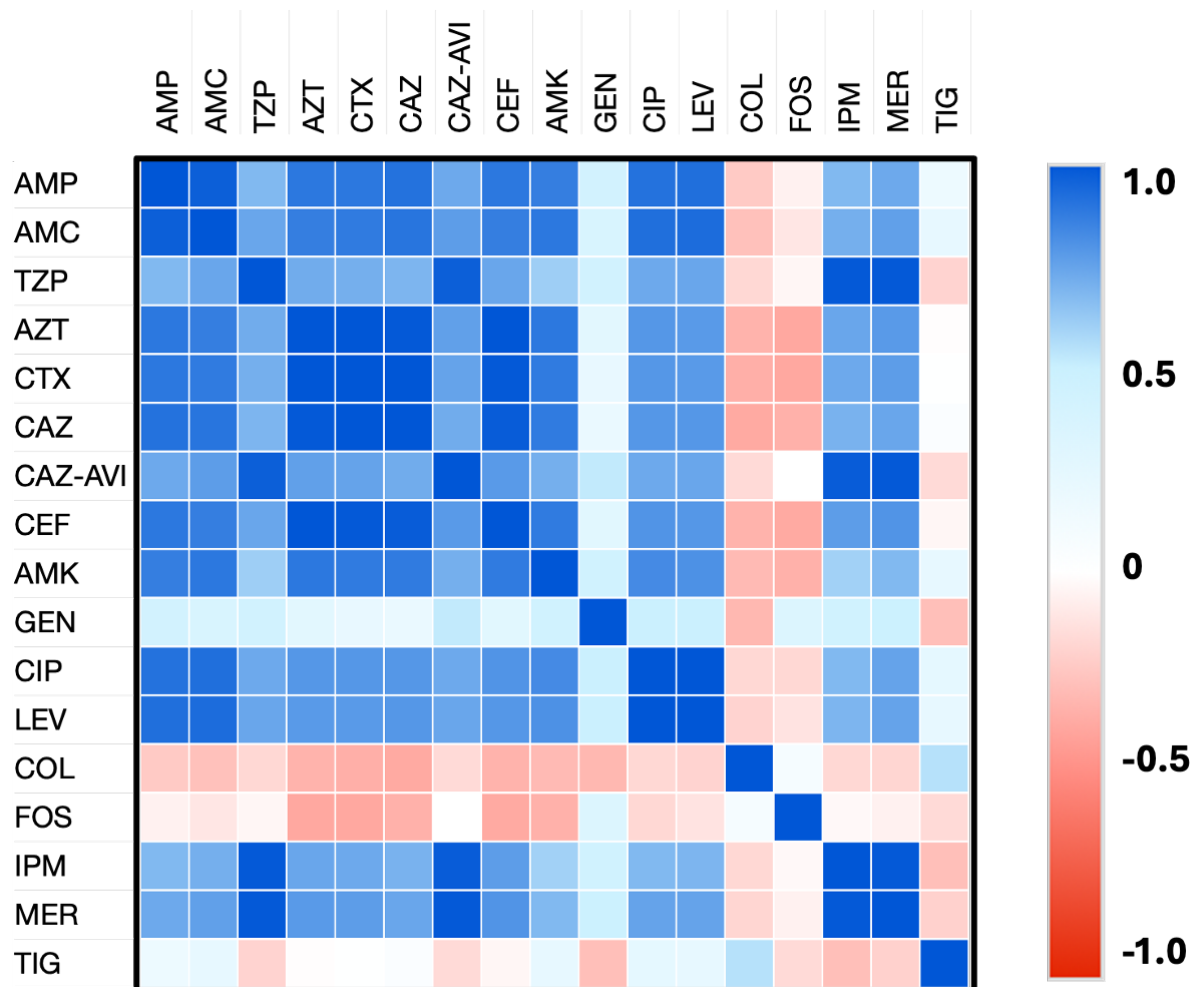 AMP AMC TZP AZT CTX CAZ CAZ-AVI CEF AMK GEN CIP LEV COL FOS IPM MER TIG
AMP
AMC
TZP
AZT
CTX
CAZ
CAZ-AVI
CEF
AMK
GEN
CIP
LEV
COL
FOS
IPM
MER
TIG
1.0
0.5
0
-0.5
-1.0